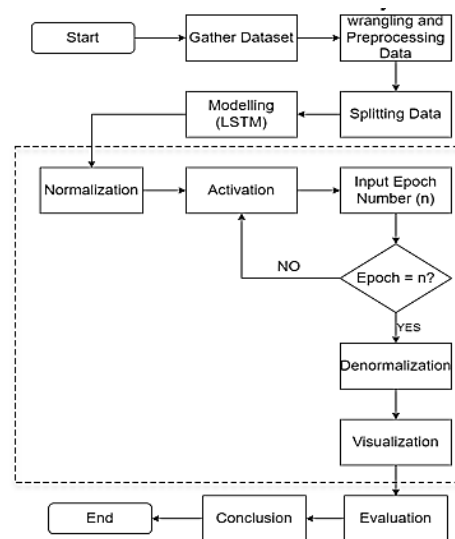 Start
Gather Dataset
wrangling and
Preprocessing
Data
Modelling
(LSTM)
Splitting Data
Normalization
Activation
Input Epoch
Number (n)
NO
Epoch = n?
YES
Denormalization
Visualization
End
Conclusion
Evaluation